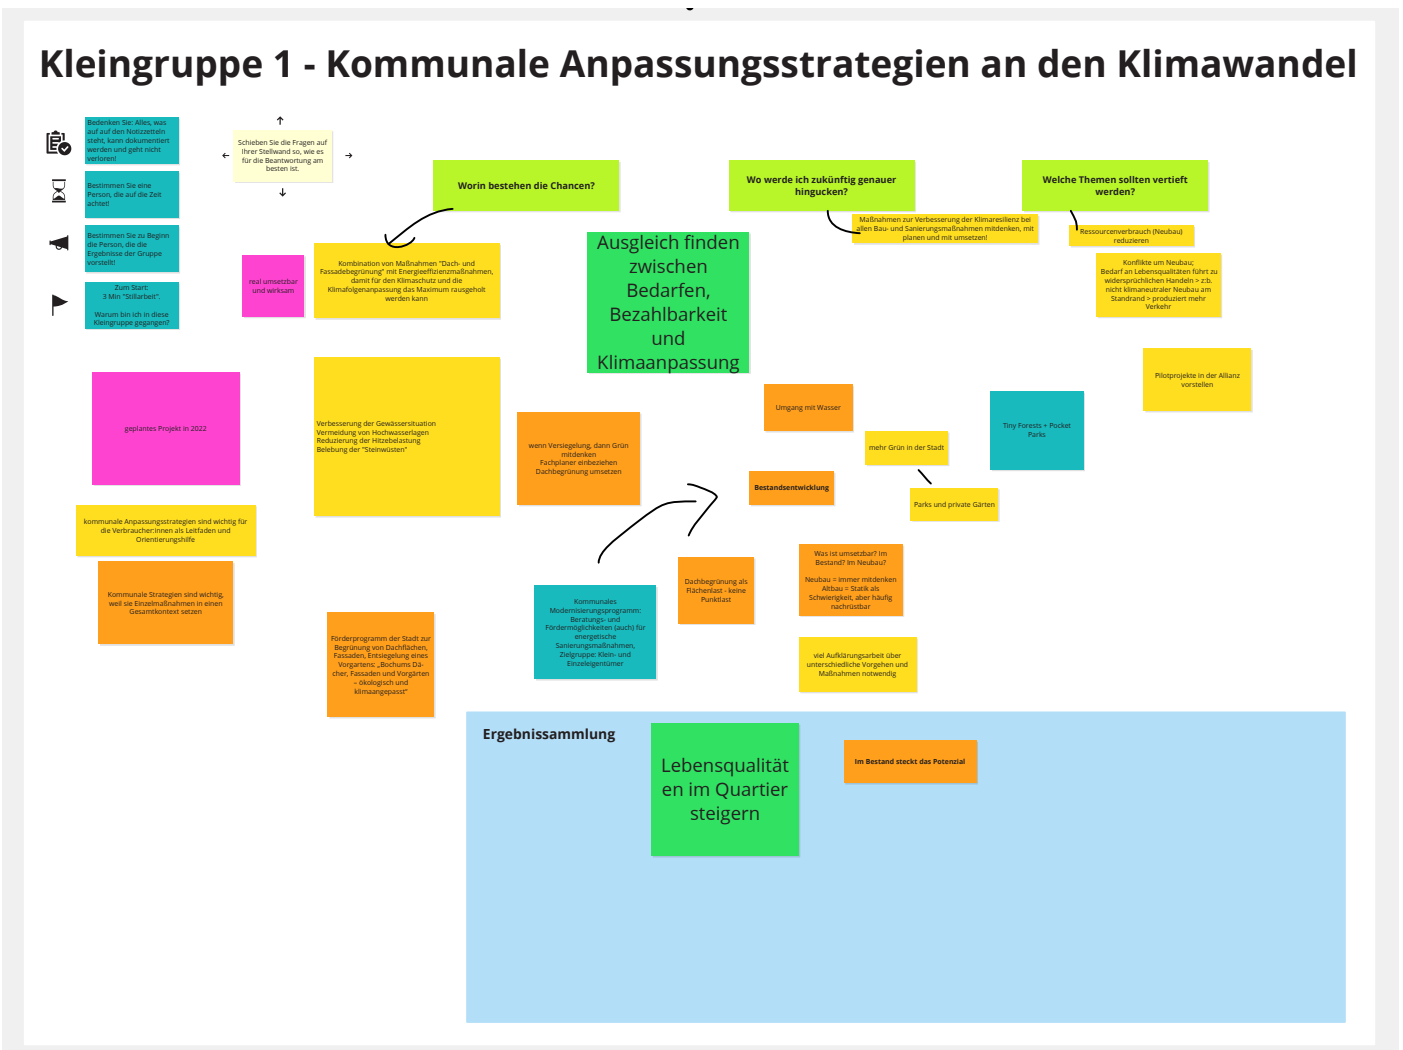 Kleingruppe 1 - Kommunale Anpassungsstrategien an den Klimawandel
Bedenken Sie: Alles, was
auf auf den Notizzetteln
steht, kann dokumentiert
werden und geht nicht
verloren!
Bestimmen Sie eine
Person, die auf die Zeit
achtet!
Bestimmen Sie zu Beginn
die Person, die die
Ergebnisse der Gruppe
vorstellt!
Zum Start:
3 Min "Stillarbeit".
Warum bin ich in diese
Kleingruppe gegangen?
Schieben Sie die Fragen auf
Ihrer Stellwand so, wie es
für die Beantwortung am
besten ist.
Worin bestehen die Chancen?
Wo werde ich zukünftig genauer
hingucken?
Welche Themen sollten vertieft
werden?
Maßnahmen zur Verbesserung der Klimaresilienz bei
allen Bau- und Sanierungsmaßnahmen mitdenken, mit
planen und mit umsetzen!
Ressourcenverbrauch (Neubau)
reduzieren
real umsetzbar
und wirksam
Kombination von Maßnahmen "Dach- und
Fassadebegrünung" mit Energieeffizienzmaßnahmen,
damit für den Klimaschutz und die
Klimafolgenanpassung das Maximum rausgeholt
werden kann
Ausgleich finden
zwischen
Bedarfen,
Bezahlbarkeit
und
Klimaanpassung
Konflikte um Neubau;
Bedarf an Lebensqualitäten führt zu
widersprüchlichen Handeln > z:b.
nicht klimaneutraler Neubau am
Standrand > produziert mehr
Verkehr
Pilotprojekte in der Allianz
vorstellen
geplantes Projekt in 2022
Verbesserung der Gewässersituation
Vermeidung von Hochwasserlagen
Reduzierung der Hitzebelastung
Belebung der "Steinwüsten"
wenn Versiegelung, dann Grün
mitdenken
Fachplaner einbeziehen
Dachbegrünung umsetzen
Umgang mit Wasser
mehr Grün in der Stadt
Tiny Forests + Pocket
Parks
Bestandsentwicklung
Parks und private Gärten
kommunale Anpassungsstrategien sind wichtig für
die Verbraucher:innen als Leitfaden und
Orientierungshilfe
Kommunale Strategien sind wichtig,
weil sie Einzelmaßnahmen in einen
Gesamtkontext setzen
Förderprogramm der Stadt zur
Begrünung von Dachflächen,
Fassaden, Entsiegelung eines
Vorgartens: „Bochums Dä-
cher, Fassaden und Vorgärten
– ökologisch und
klimaangepasst“
Kommunales
Modernisierungsprogramm:
Beratungs- und
Fördermöglichkeiten (auch) für
energetische
Sanierungsmaßnahmen,
Zielgruppe: Klein- und
Einzeleigentümer
Dachbegrünung als
Flächenlast - keine
Punktlast
Was ist umsetzbar? Im
Bestand? Im Neubau?
Neubau = immer mitdenken
Altbau = Statik als
Schwierigkeit, aber häufig
nachrüstbar
viel Aufklärungsarbeit über
unterschiedliche Vorgehen und
Maßnahmen notwendig
Ergebnissammlung
Lebensqualität
en im Quartier
steigern
Im Bestand steckt das Potenzial